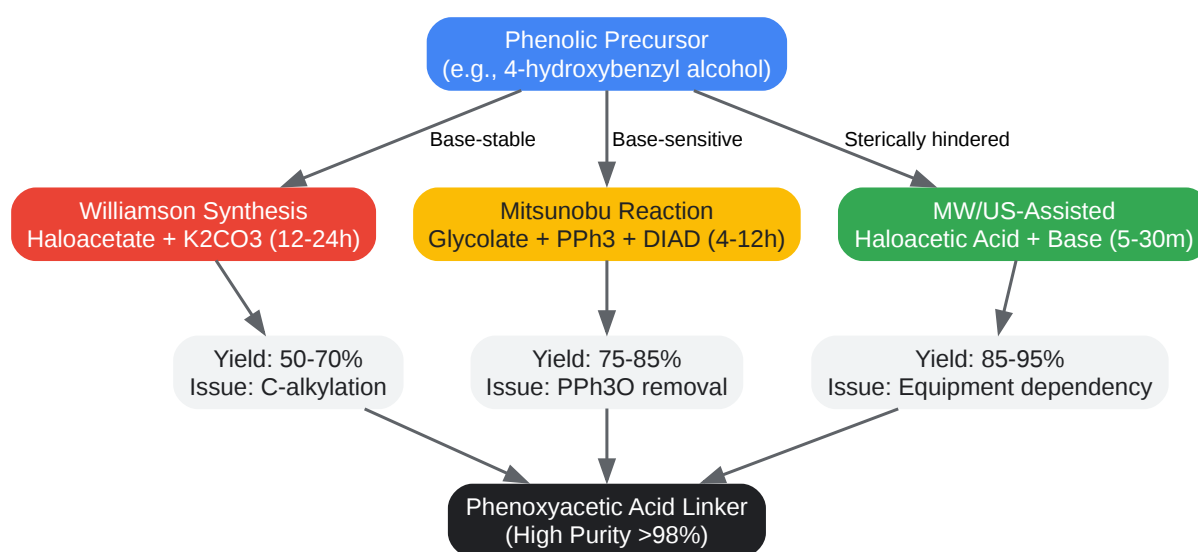 Phenolic Precursor
(e.g., 4-hydroxybenzyl alcohol)
Base-stable
Base-sensitive
Sterically hindered
Williamson Synthesis
Haloacetate + K2CO3 (12-24h)
Mitsunobu Reaction
Glycolate + PPh3 + DIAD (4-12h)
MW/US-Assisted
Haloacetic Acid + Base (5-30m)
Yield: 50-70%
Issue: C-alkylation
Yield: 75-85%
Issue: PPh3O removal
Yield: 85-95%
Issue: Equipment dependency
Phenoxyacetic Acid Linker
(High Purity >98%)